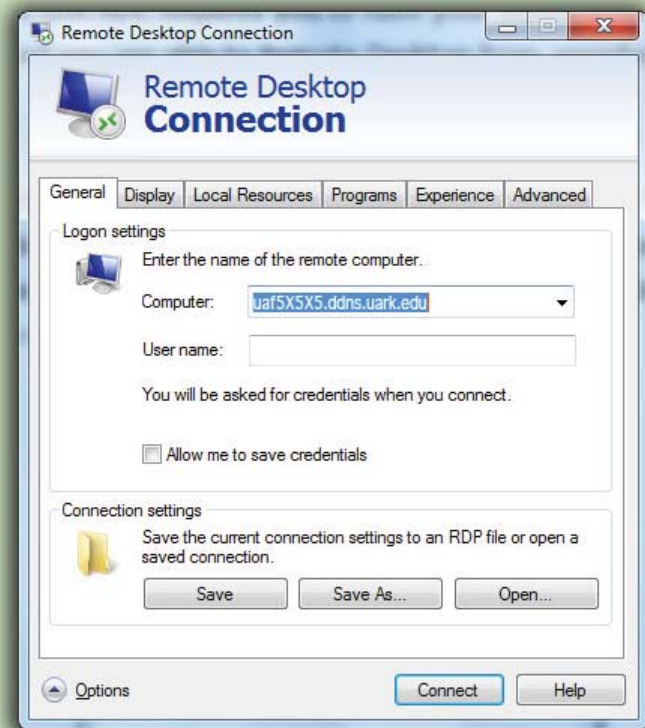 Remote Desktop Connection
Remote Desktop
Connection
General Display Local Resources Programs Experience Advanced
Logon settings
Enter the name of the remote computer.
Computer: uaf5X5X5.ddns.uark.edu
User name:
You will be asked for credentials when you connect.
Allow me to save credentials
Connection settings
Save the current connection settings to an RDP file or open a
saved connection.
Save Save As... Open...
Options Connect Help